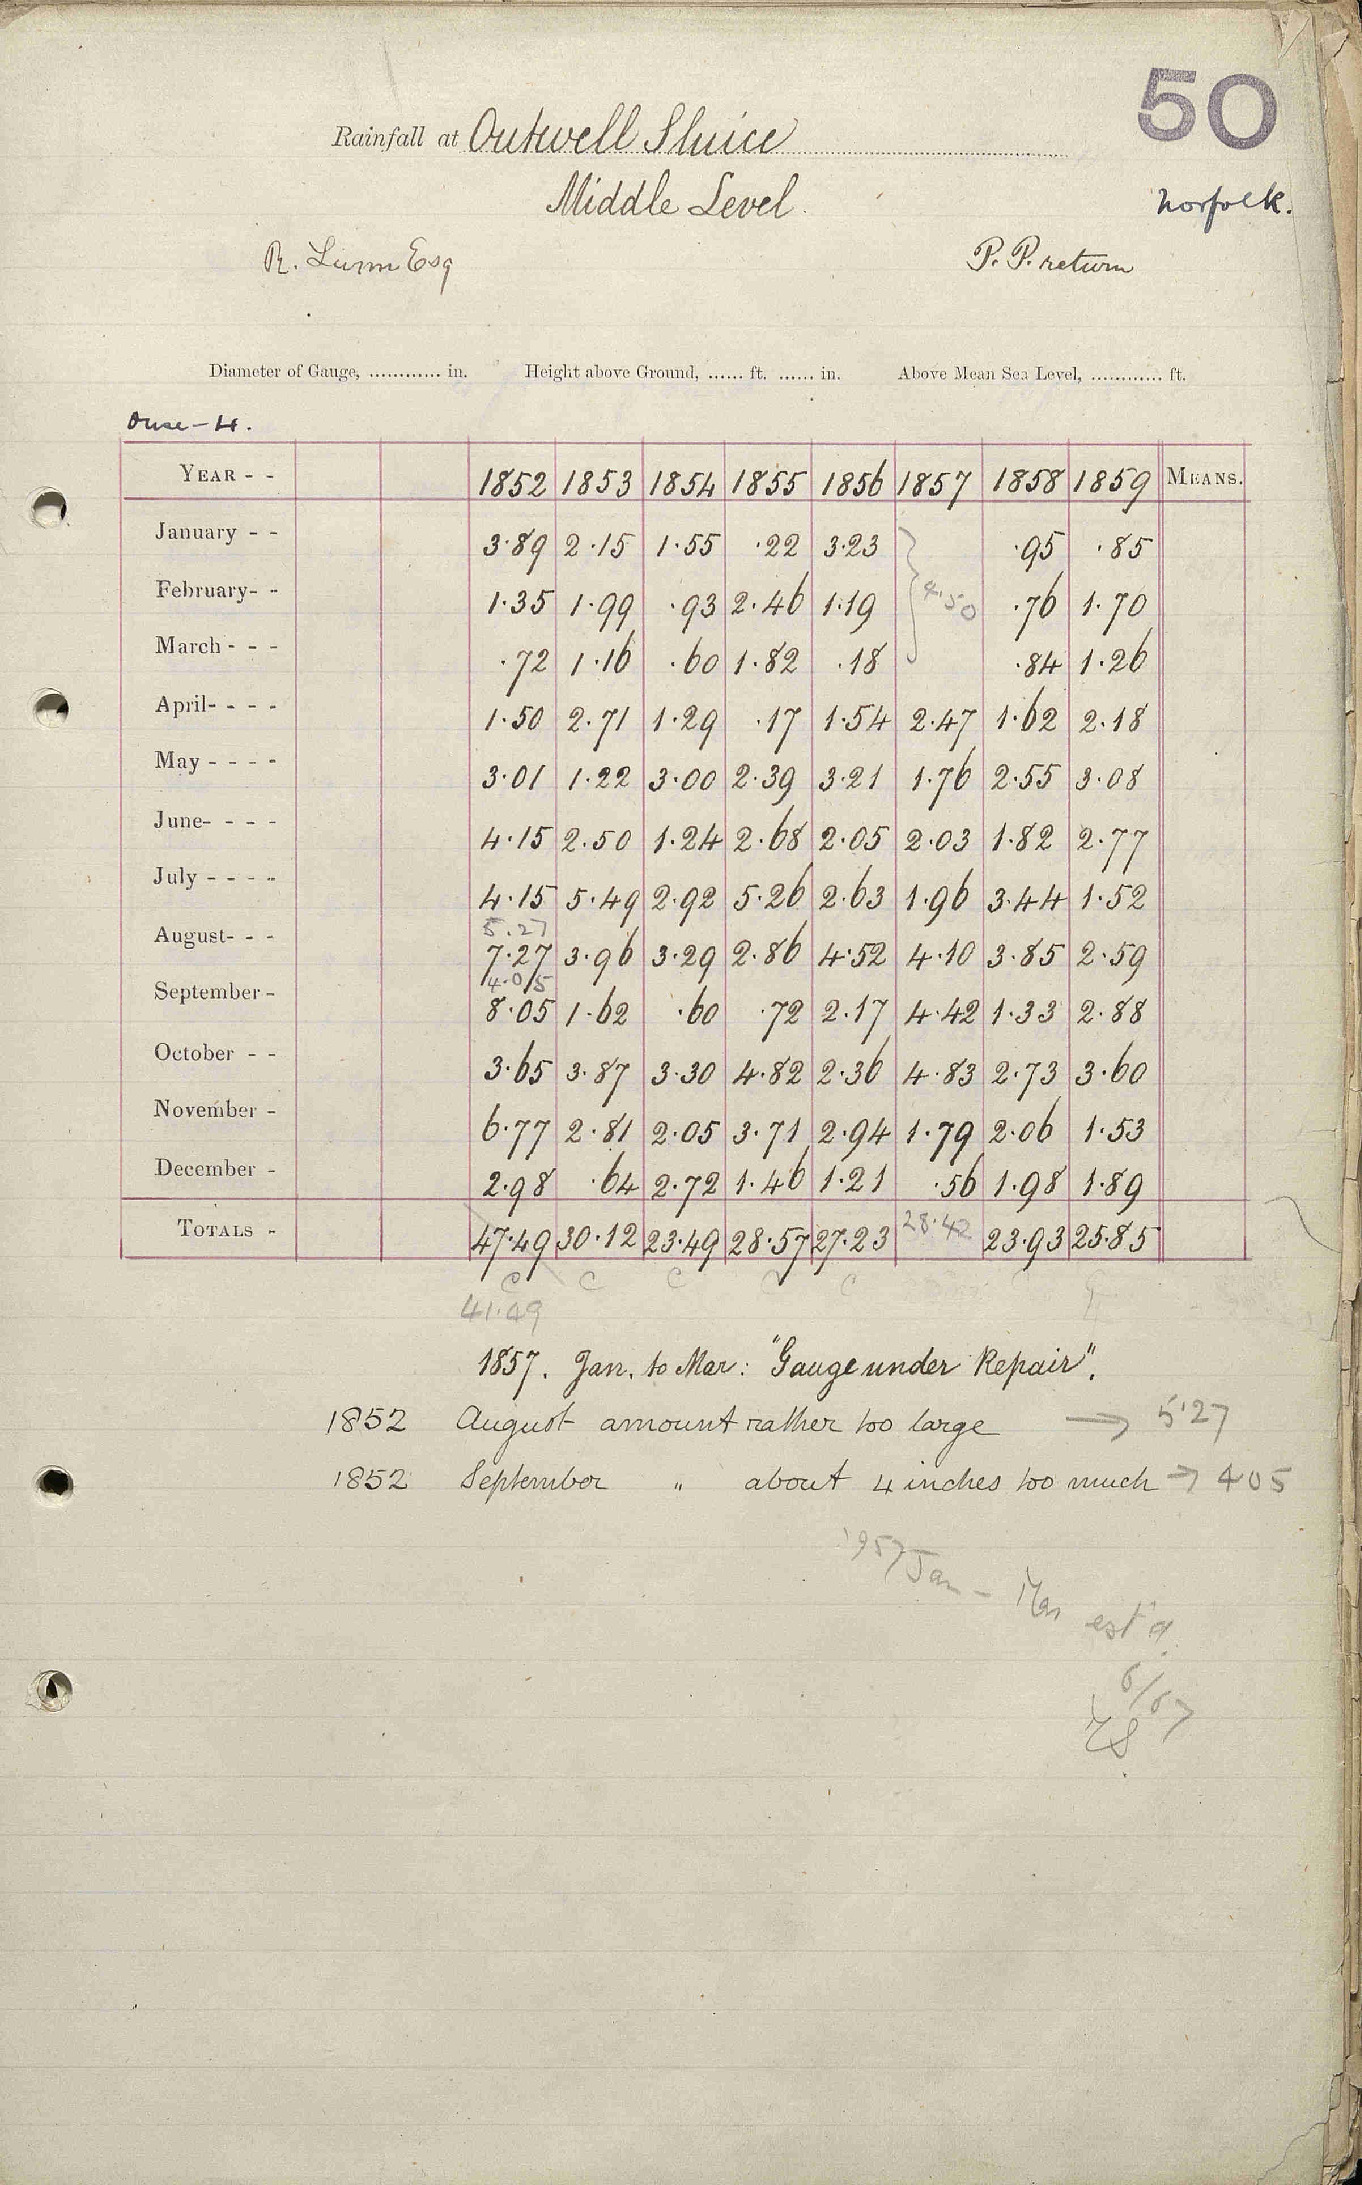 50
Rainfall at Outwell Sluice
Middle Level.
Norfolk.
R. Lunn Esq
P. P. return
Diameter of Gauge, ............ in. Height above Ground, ...... ft. ...... in. Above Mean Sea Level, ............ ft.
Ouse - H.
YEAR - - 1852 1853 1854 1855 1856 1857 1858 1859 MEANS.
January - - 3.89 2.15 1.55 .22 3.23 .95 .85
February- - 1.35 1.99 .93 2.46 1.19 4.50 .76 1.70
March - - - .72 1.16 .60 1.82 .18 .84 1.26
April- - - - 1.50 2.71 1.29 .17 1.54 2.47 1.62 2.18
May - - - - 3.01 1.22 3.00 2.39 3.21 1.76 2.55 3.08
June- - - - 4.15 2.50 1.24 2.68 2.05 2.03 1.82 2.77
July - - - - 4.15 5.49 2.92 5.26 2.63 1.96 3.44 1.52
5.27
August- - - 7.27 3.96 3.29 2.86 4.52 4.10 3.85 2.59
4.05
September - 8.05 1.62 .60 .72 2.17 4.42 1.33 2.88
October - - 3.65 3.87 3.30 4.82 2.36 4.83 2.73 3.60
November - 6.77 2.81 2.05 3.71 2.94 1.79 2.06 1.53
December - 2.98 .64 2.72 1.46 1.21 .56 1.98 1.89
TOTALS - 47.49 30.12 23.49 28.57 27.23 28.42 23.93 25.85
C C C C C
41.49
1857. Jan. to Mar: "Gauge under Repair".
1852 August amount rather too large → 5.27
1852 September " about 4 inches too much → 4 05
1957 Jan - Mar est'd
6/67